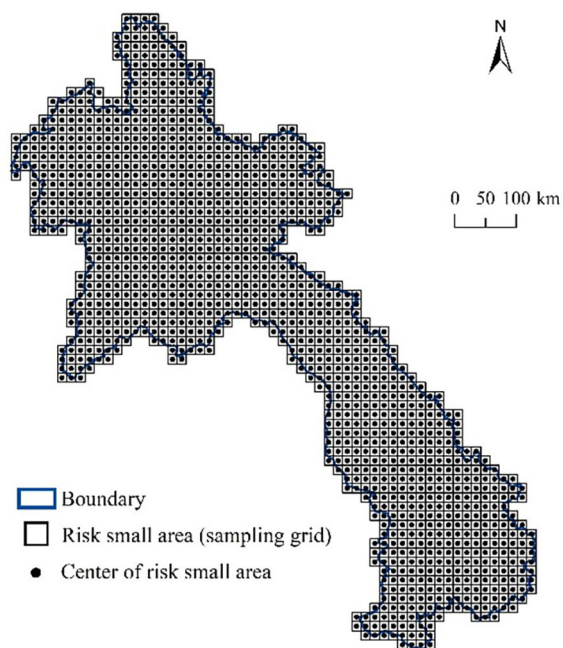 N
0 50 100 km
Boundary
Risk small area (sampling grid)
Center of risk small area